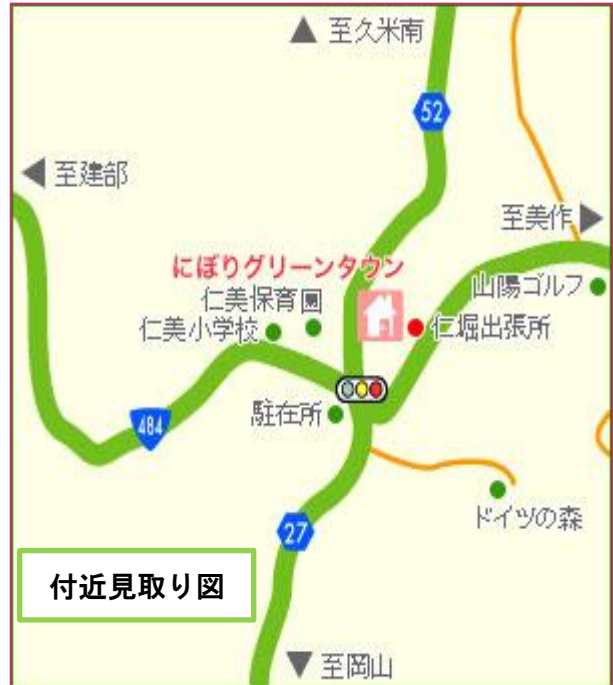 ▲ 至久米南
52
◀ 至建部
至美作 ▶
にぼりグリーンタウン
山陽ゴルフ
仁美保育園
仁美小学校
仁堀出張所
駐在所
484
ドイツの森
27
付近見取り図
▼ 至岡山